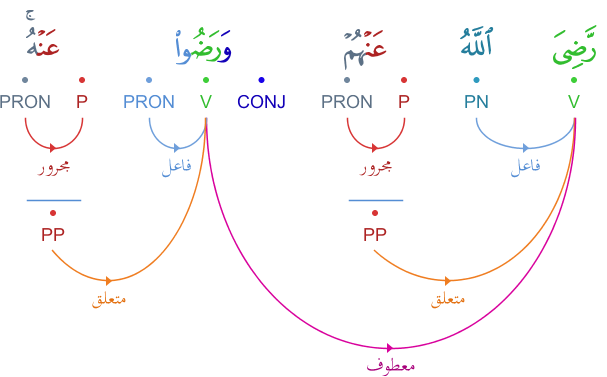 رَّضِىَ ٱللَّهُ عَنْهُمْ وَرَضُوا۟ عَنْهُ ۚ
V PN P PRON CONJ V PRON P PRON
فاعل مجرور فاعل مجرور
PP PP
متعلق متعلق
معطوف